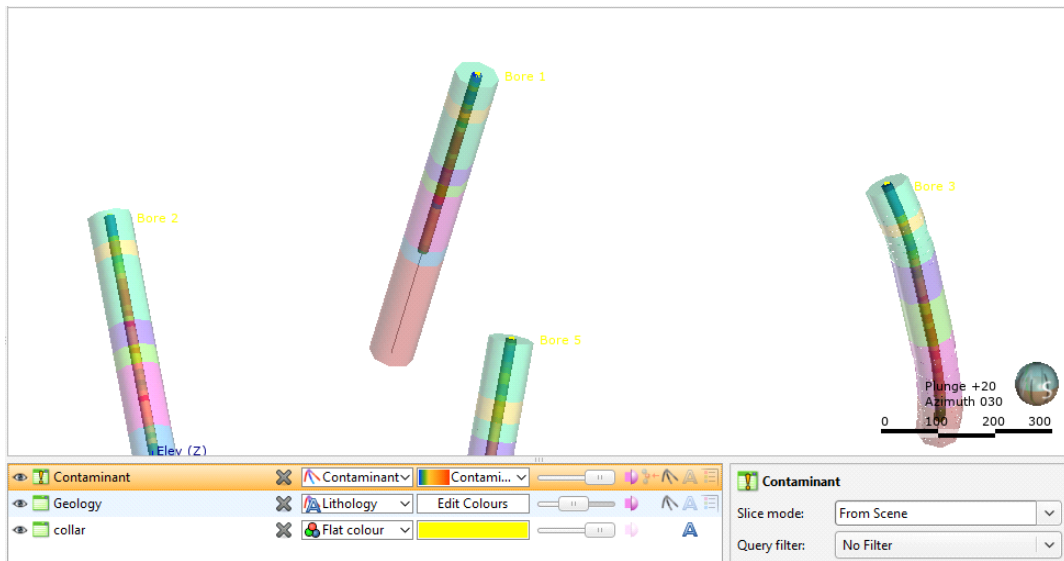 Bore 1
Bore 3
Bore 2
Bore 5
Plunge +20
Azimuth 030
S
0 100 200 300
Elev (Z)
Contaminant Contaminant Contami...
Geology Lithology Edit Colours
collar Flat colour
Contaminant
Slice mode: From Scene
Query filter: No Filter